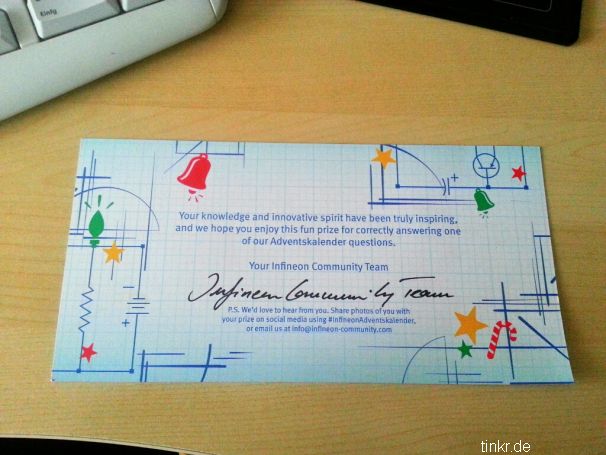 Einfg
Your knowledge and innovative spirit have been truly inspiring,
and we hope you enjoy this fun prize for correctly answering one
of our Adventskalender questions.
Your Infineon Community Team
Infineon Community Team
P.S. We'd love to hear from you. Share photos of you with
your prize on social media using #InfineonAdventskalender,
or email us at info@infineon-community.com
tinkr.de